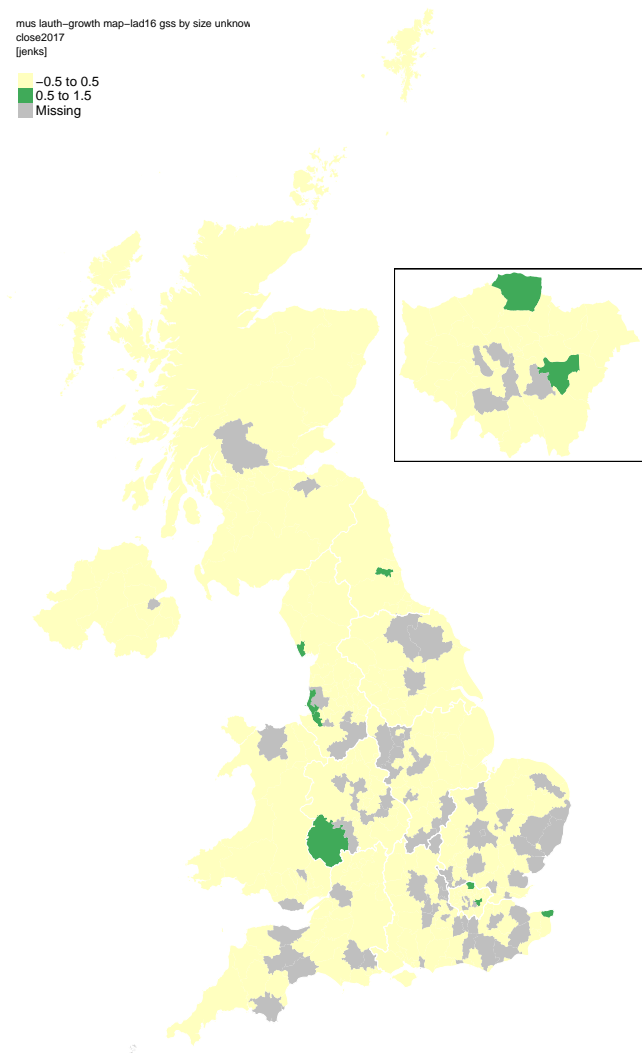 mus lauth−growth map−lad16 gss by size unknow
close2017
[jenks]
−0.5 to 0.5
0.5 to 1.5
Missing